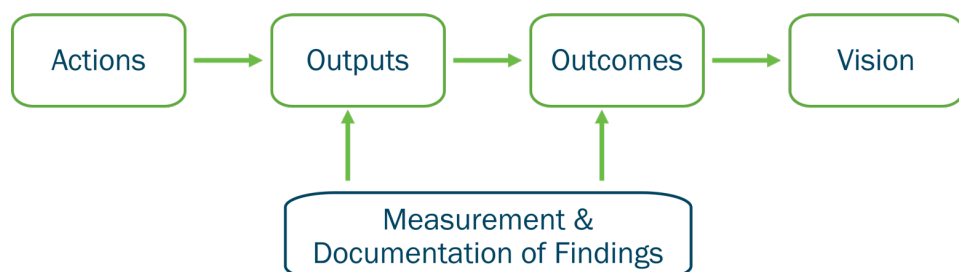 Actions
Outputs
Outcomes
Vision
Measurement &
Documentation of Findings